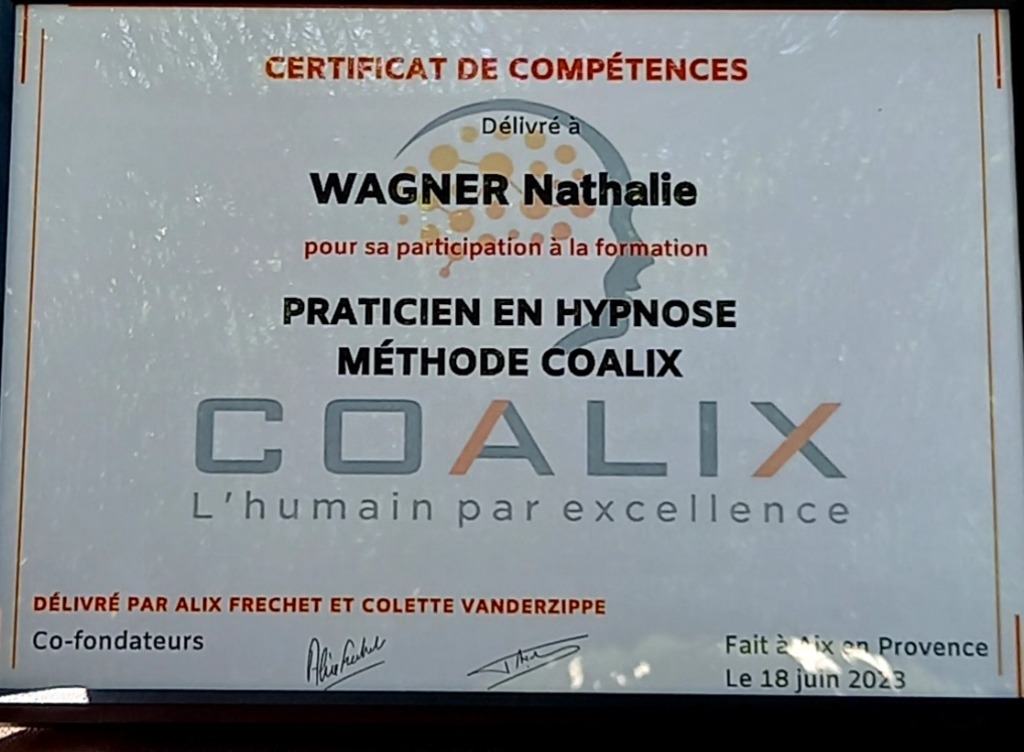 CERTIFICAT DE COMPÉTENCES
Délivré à
WAGNER Nathalie
pour sa participation à la formation
PRATICIEN EN HYPNOSE
MÉTHODE COALIX
COALIX
L'humain par excellence
DÉLIVRÉ PAR ALIX FRECHET ET COLETTE VANDERZIPPE
Co-fondateurs
Fait à Aix en Provence
Le 18 juin 2023